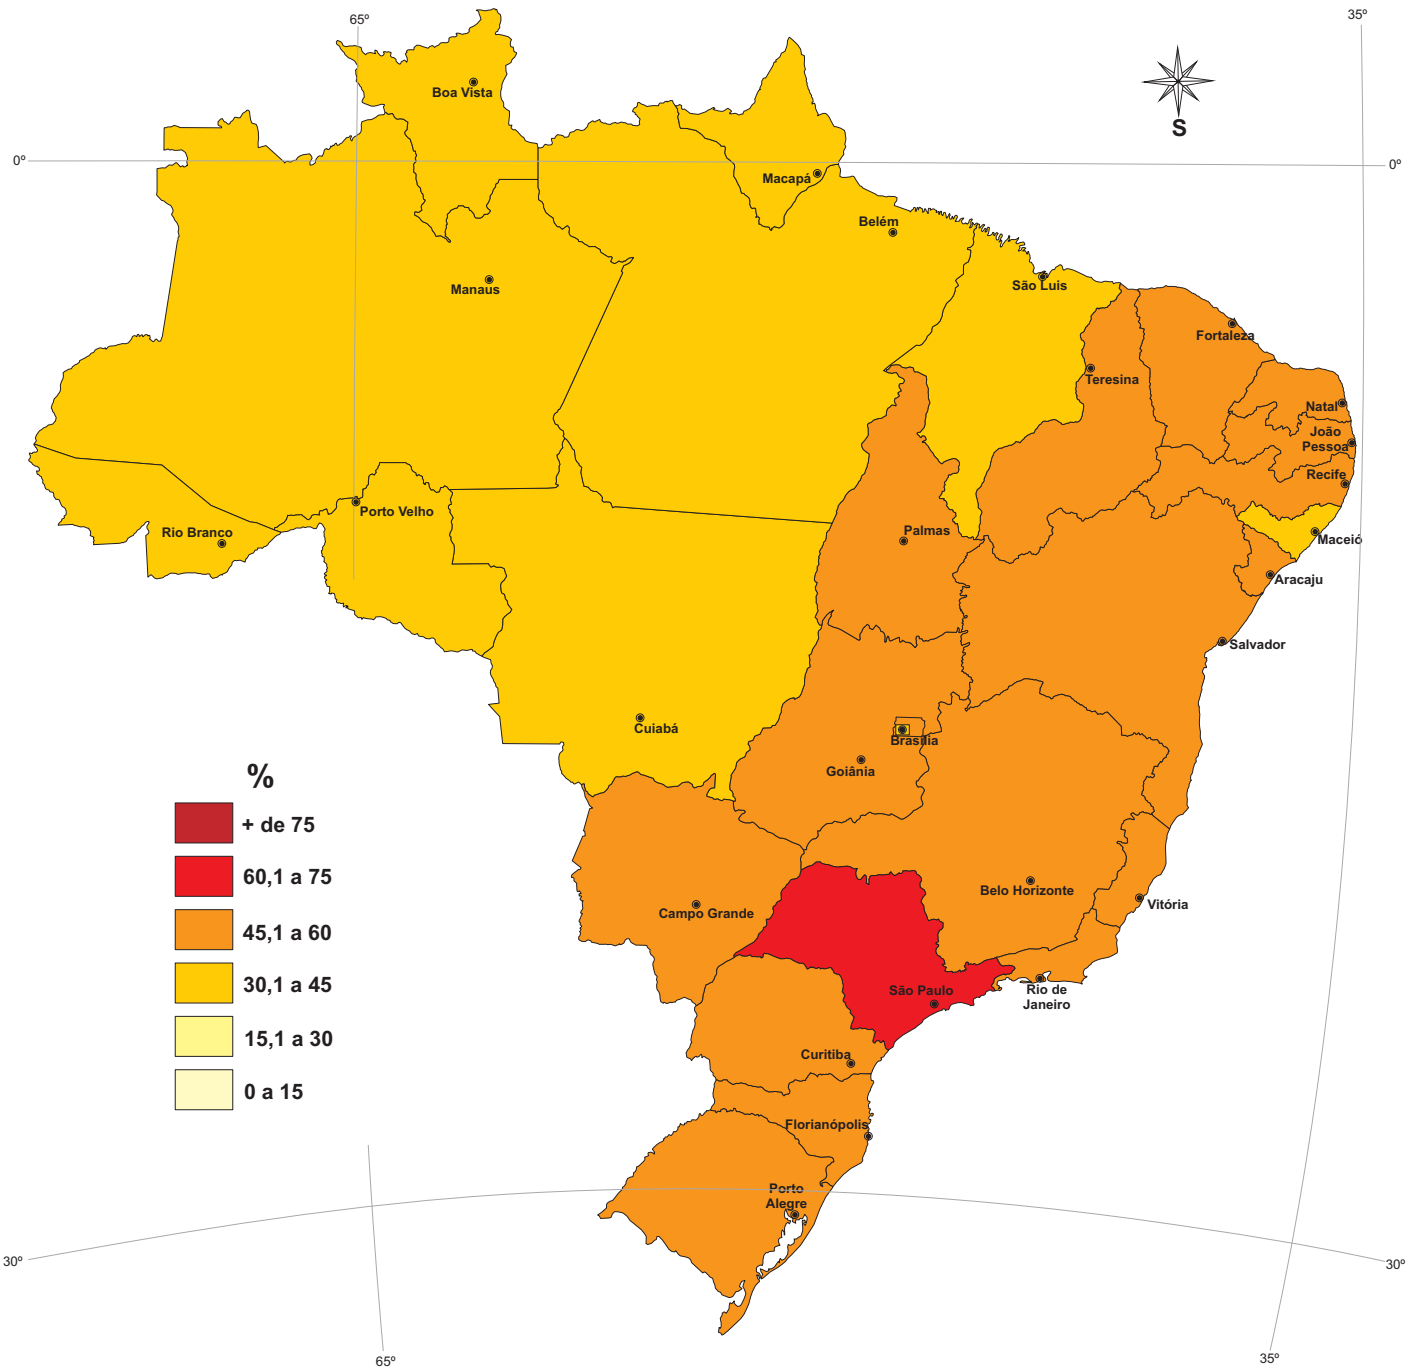 65º
35º
Boa Vista
S
0º
0º
Macapá
Belém
São Luis
Manaus
Fortaleza
Teresina
Natal
João
Pessoa
Recife
Porto Velho
Rio Branco
Palmas
Maceió
Aracaju
Salvador
Cuiabá
Brasília
Goiânia
%
+ de 75
60,1 a 75
45,1 a 60
30,1 a 45
15,1 a 30
0 a 15
Belo Horizonte
Vitória
Campo Grande
São Paulo
Rio de
Janeiro
Curitiba
Florianópolis
Porto
Alegre
30º
30º
65º
35º